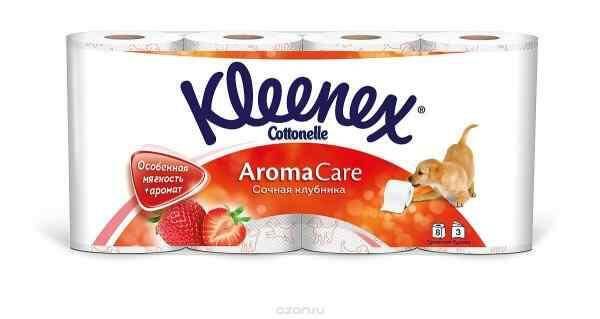 Kleenex®
Cottonelle
Особенная
мягкость
+аромат
AromaCare
Сочная клубника
8 3
ozon.ru